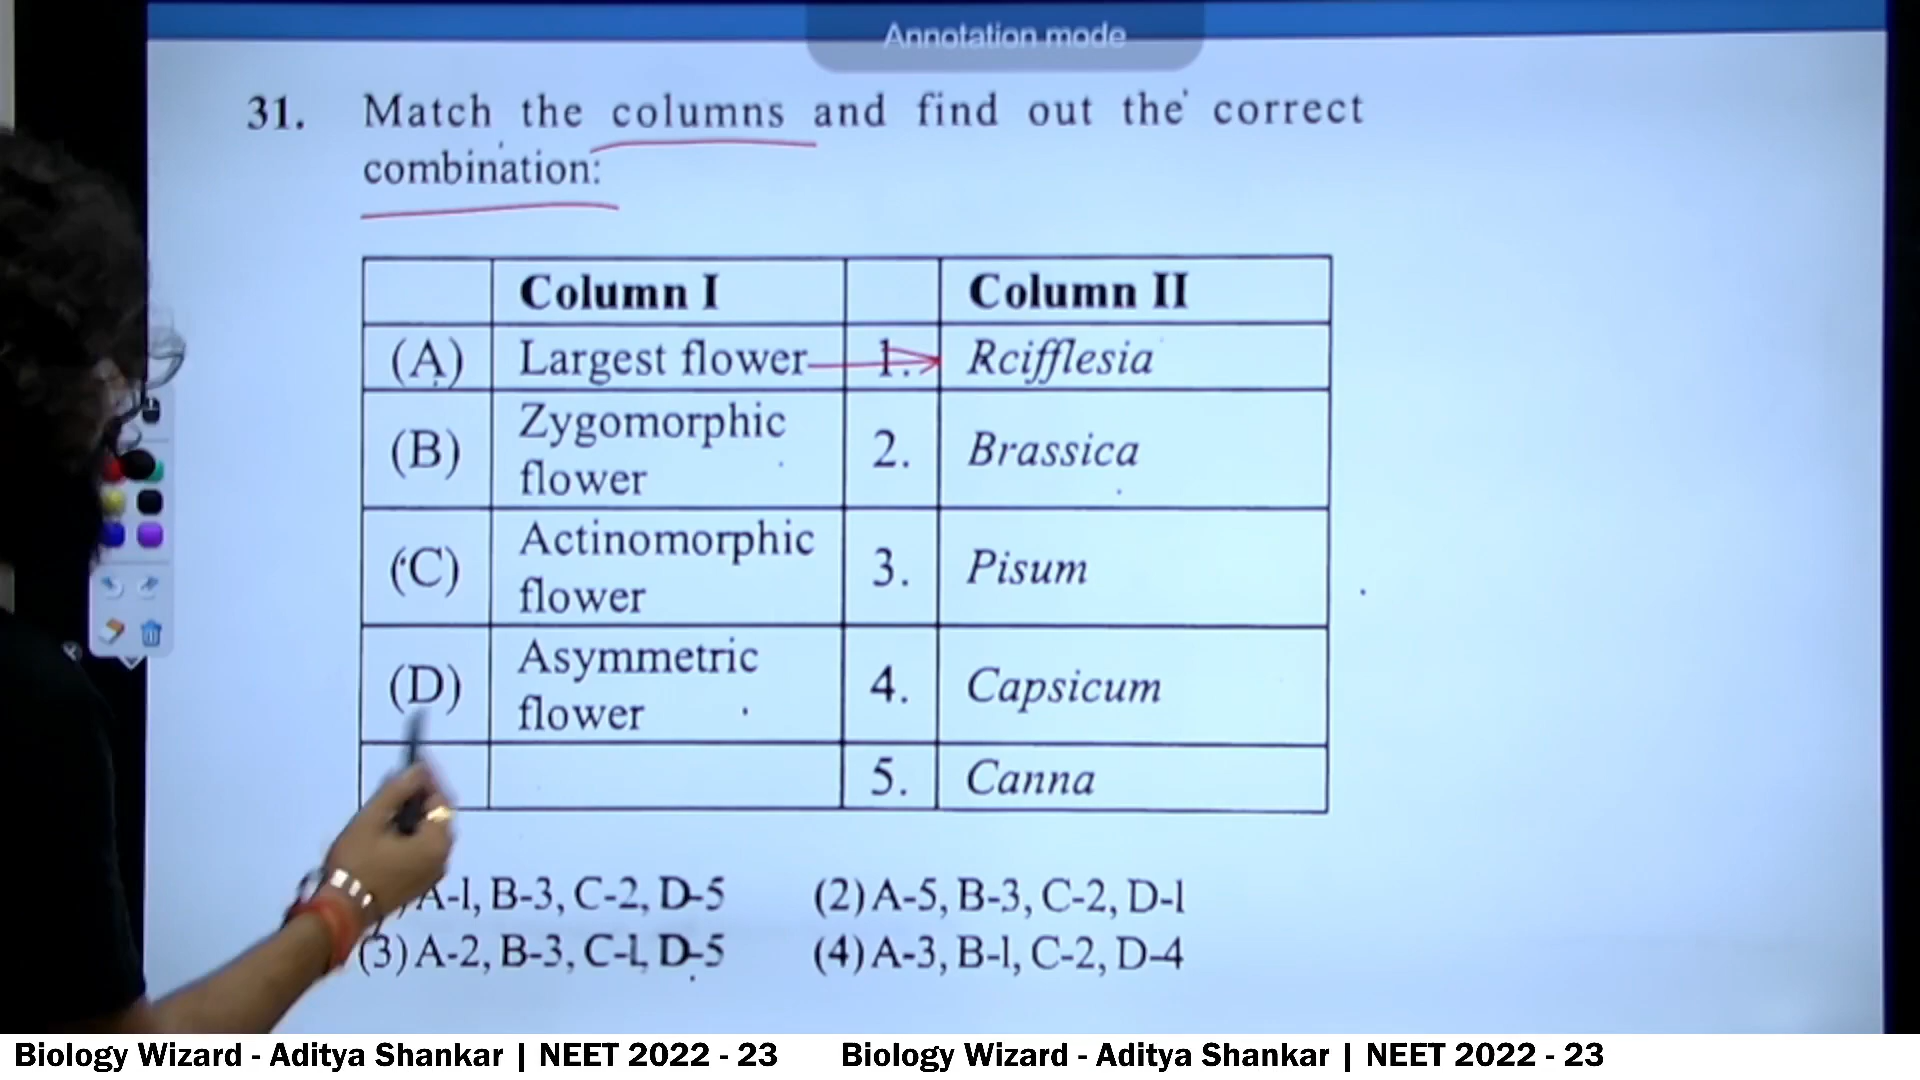 Annotation mode
31. Match the columns and find out the correct
combination:
Column I Column II
(A) Largest flower 1. Rcifflesia
(B) Zygomorphic flower 2. Brassica
(C) Actinomorphic flower 3. Pisum
(D) Asymmetric flower 4. Capsicum
5. Canna
A-1, B-3, C-2, D-5 (2) A-5, B-3, C-2, D-1
(3) A-2, B-3, C-1, D-5 (4) A-3, B-1, C-2, D-4
Biology Wizard - Aditya Shankar | NEET 2022 - 23 Biology Wizard - Aditya Shankar | NEET 2022 - 23